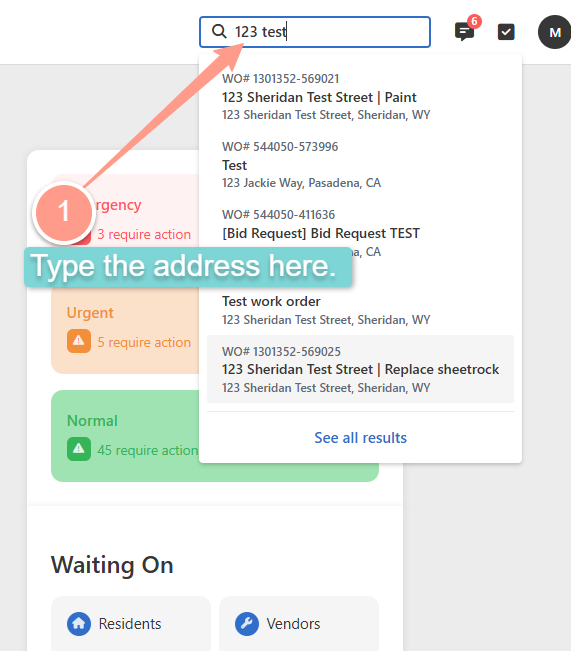 123 test
6
M
WO# 1301352-569021
123 Sheridan Test Street | Paint
123 Sheridan Test Street, Sheridan, WY
WO# 544050-573996
Test
123 Jackie Way, Pasadena, CA
WO# 544050-411636
[Bid Request] Bid Request TEST
na, CA
1
rgency
3 require action
Type the address here.
Test work order
123 Sheridan Test Street, Sheridan, WY
Urgent
5 require action
WO# 1301352-569025
123 Sheridan Test Street | Replace sheetrock
123 Sheridan Test Street, Sheridan, WY
Normal
45 require action
See all results
Waiting On
Residents
Vendors